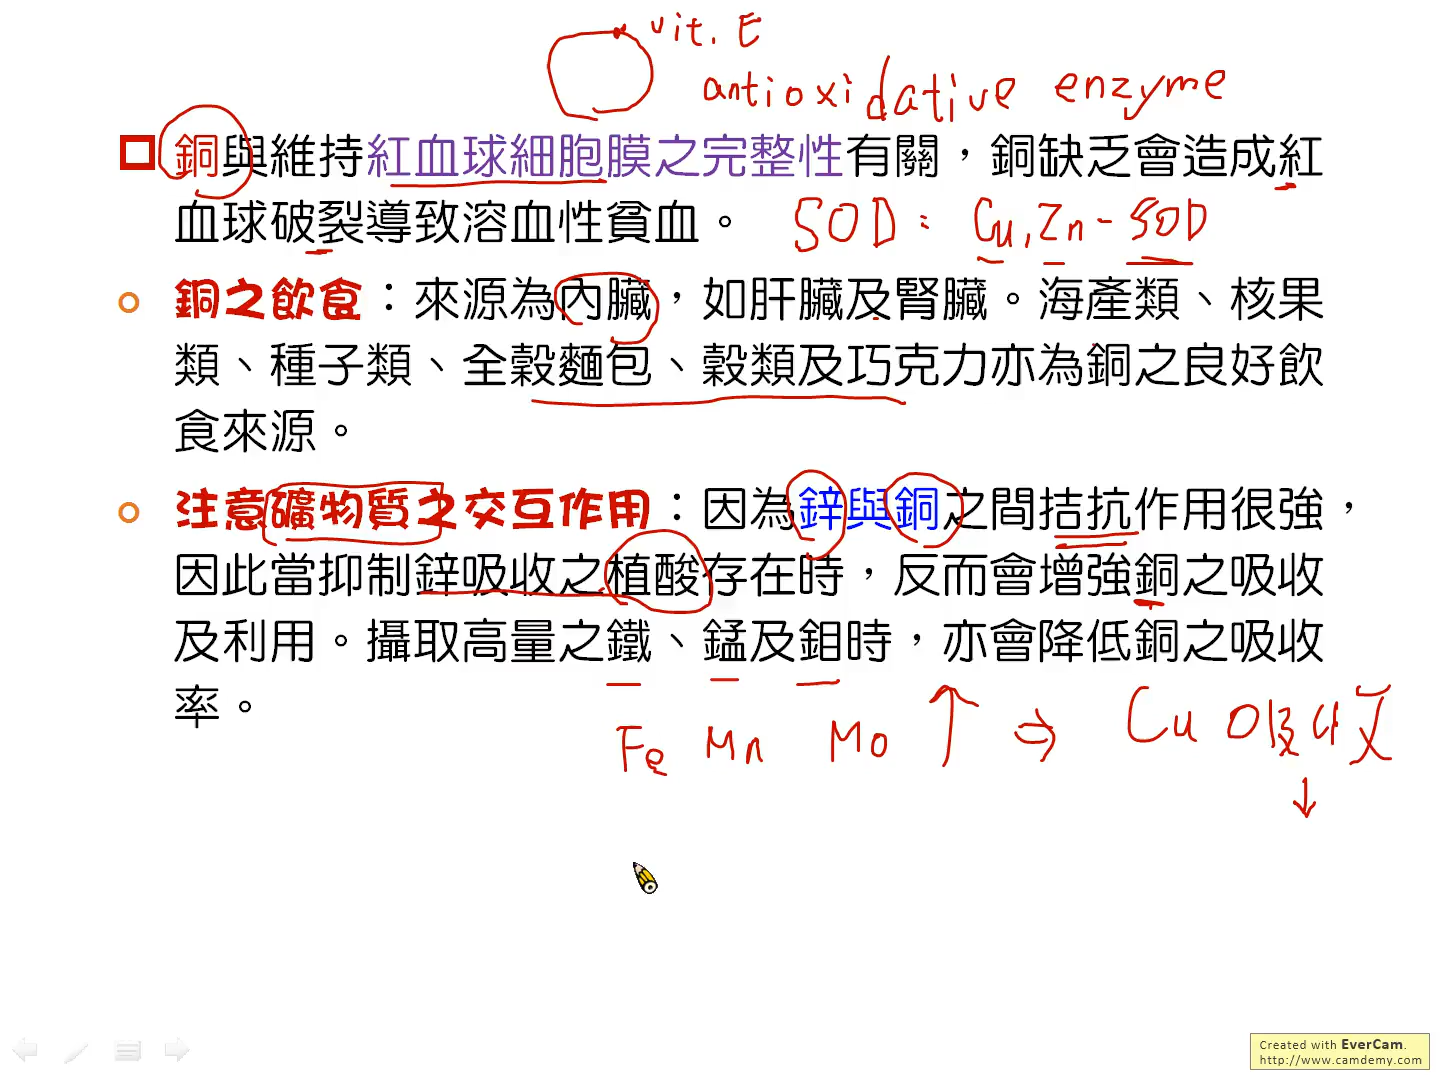 vit. E
antioxidative enzyme
銅與維持紅血球細胞膜之完整性有關，銅缺乏會造成紅
血球破裂導致溶血性貧血。
SOD : Cu, Zn - SOD
銅之飲食：來源為內臟，如肝臟及腎臟。海產類、核果
類、種子類、全穀麵包、穀類及巧克力亦為銅之良好飲
食來源。
注意礦物質之交互作用：因為鋅與銅之間拮抗作用很強，
因此當抑制鋅吸收之植酸存在時，反而會增強銅之吸收
及利用。攝取高量之鐵、錳及鉬時，亦會降低銅之吸收
率。
Fe Mn Mo ↑ ⇒ Cu 吸收
↓
Created with EverCam.
http://www.camdemy.com